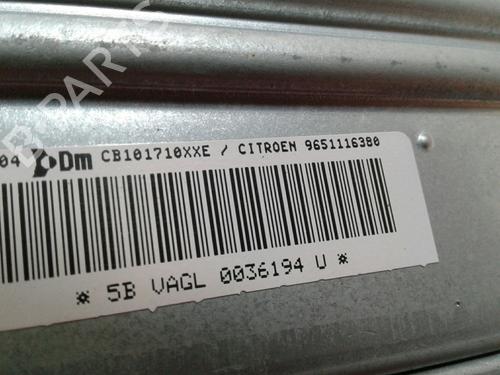 B PARTS
04 Dm CB101710XXE / CITROEN 9651116380
* 5B VAGL 0036194 U *